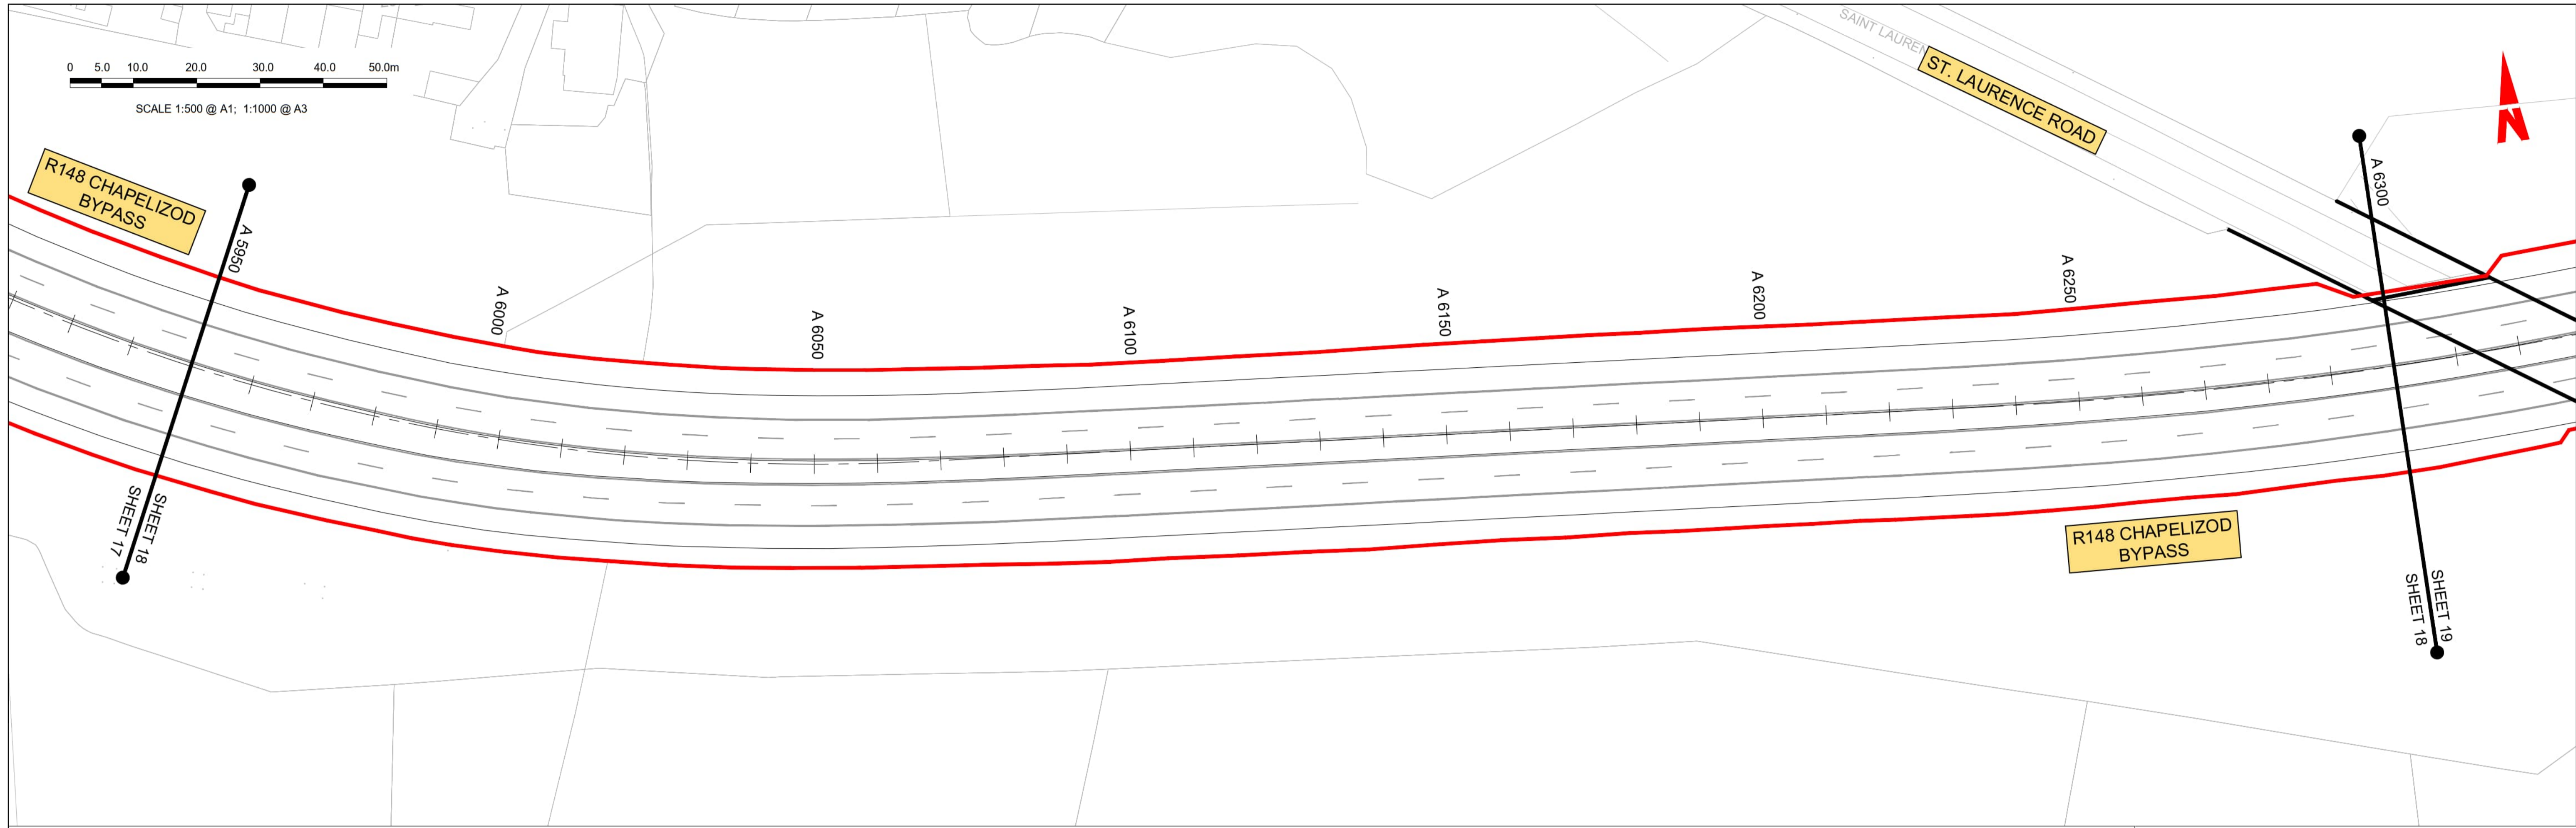 SAINT LAUREN
0 5.0 10.0 20.0 30.0 40.0 50.0m
SCALE 1:500 @ A1; 1:1000 @ A3
ST. LAURENCE ROAD
R148 CHAPELIZOD
BYPASS
A 5950
A 6000
A 6050
A 6100
A 6150
A 6200
A 6250
A 6300
N
SHEET 17
SHEET 18
R148 CHAPELIZOD
BYPASS
SHEET 18
SHEET 19